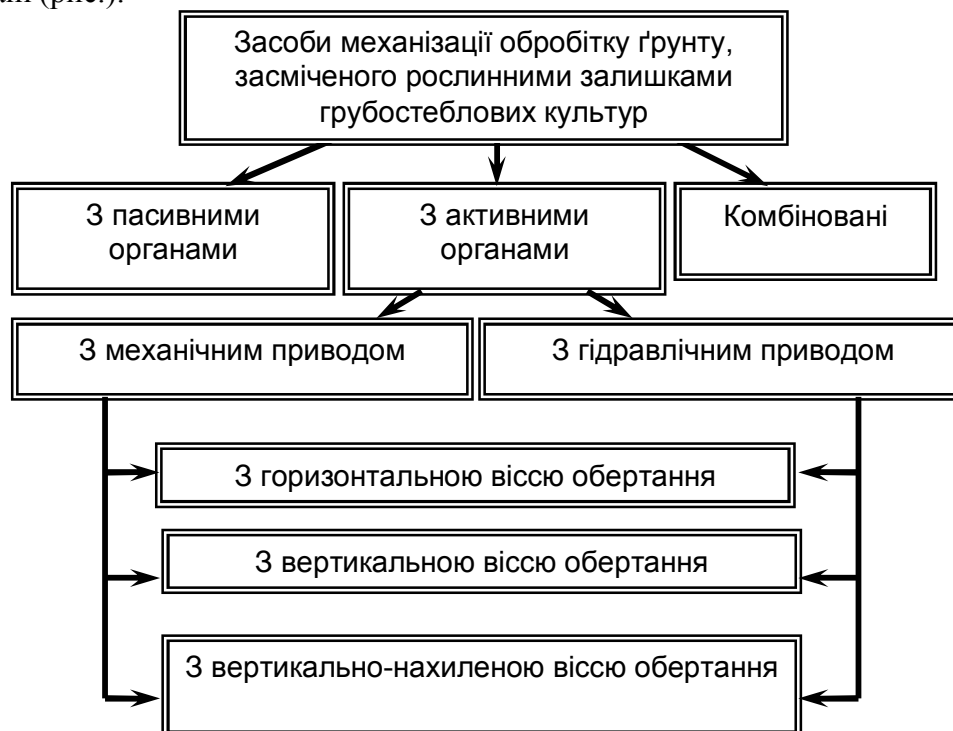 (рис.).
Засоби механізації обробітку ґрунту,
засміченого рослинними залишками
грубостеблових культур
З пасивними
органами
З активними
органами
Комбіновані
З механічним приводом
З гідравлічним приводом
З горизонтальною віссю обертання
З вертикальною віссю обертання
З вертикально-нахиленою віссю обертання